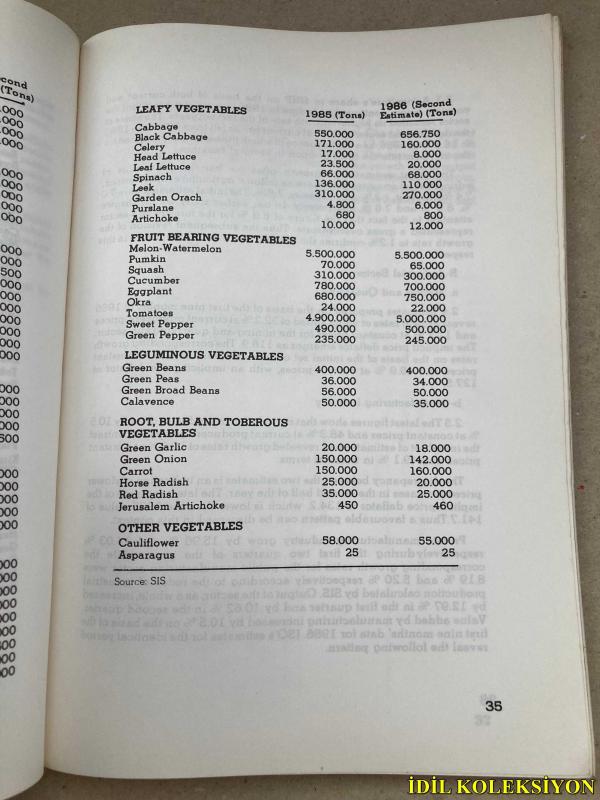 LEAFY VEGETABLES 1985 (Tons) 1986 (Second
Estimate) (Tons)
Cabbage 550.000 656.750
Black Cabbage 171.000 160.000
Celery 17.000 8.000
Head Lettuce 23.500 20.000
Leaf Lettuce 66.000 68.000
Spinach 136.000 110 000
Leek 310.000 270.000
Garden Orach 4.800 6.000
Purslane 680 800
Artichoke 10.000 12.000
FRUIT BEARING VEGETABLES
Melon-Watermelon 5.500.000 5.500.000
Pumkin 70.000 65.000
Squash 310.000 300.000
Cucumber 780.000 700.000
Eggplant 680.000 750.000
Okra 24.000 22.000
Tomatoes 4.900.000 5.000.000
Sweet Pepper 490.000 500.000
Green Pepper 235.000 245.000
LEGUMINOUS VEGETABLES
Green Beans 400.000 400.000
Green Peas 36.000 34.000
Green Broad Beans 56.000 50.000
Calavence 50.000 35.000
ROOT, BULB AND TOBEROUS
VEGETABLES
Green Garlic 20.000 18.000
Green Onion 150.000 142.000
Carrot 150.000 160.000
Horse Radish 25.000 20.000
Red Radish 35.000 25.000
Jerusalem Artichoke 450 460
OTHER VEGETABLES
Cauliflower 58.000 55.000
Asparagus 25 25
Source: SIS
35
İDİL KOLEKSİYON